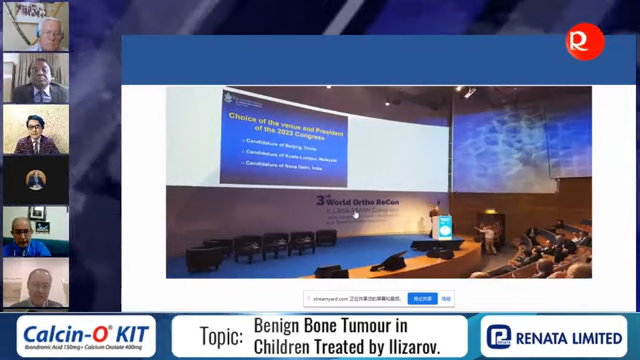 R
Choice of the venue and President
of the 2023 Congress
Candidature of Beijing, China
Candidature of Kuala-Lumpur, Malaysia
Candidature of New Delhi, India
3rd World Ortho ReCon
streamyard.com 正在共享您的屏幕和音频。 停止共享 隐藏
Calcin-O® KIT
Ibandronic Acid 150mg + Calcium Orotate 400mg
Topic:
Benign Bone Tumour in
Children Treated by Ilizarov.
RENATA LIMITED